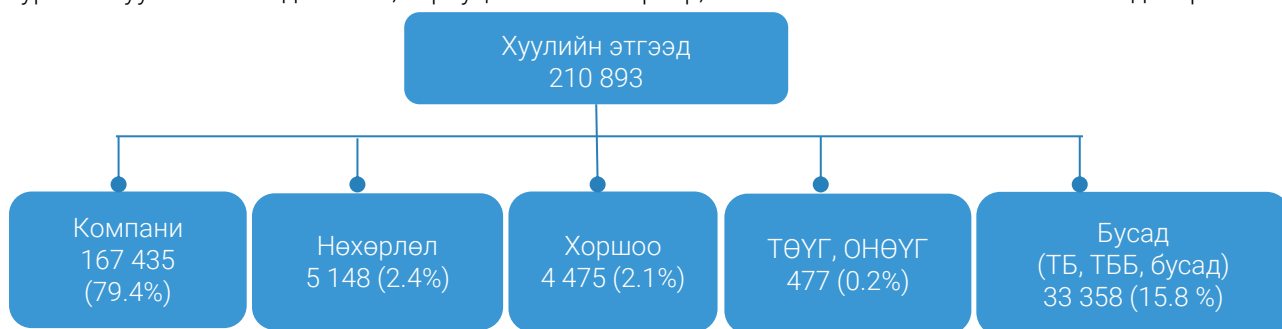 Хуулийн этгээд
210 893
Компани
167 435
(79.4%)
Нөхөрлөл
5 148 (2.4%)
Хоршоо
4 475 (2.1%)
ТӨҮГ, ОНӨҮГ
477 (0.2%)
Бусад
(ТБ, ТББ, бусад)
33 358 (15.8 %)